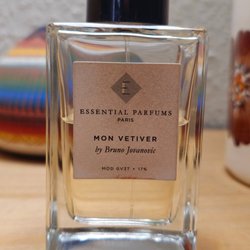 E
ESSENTIAL PARFUMS
PARIS
MON VETIVER
by Bruno Jovanovic